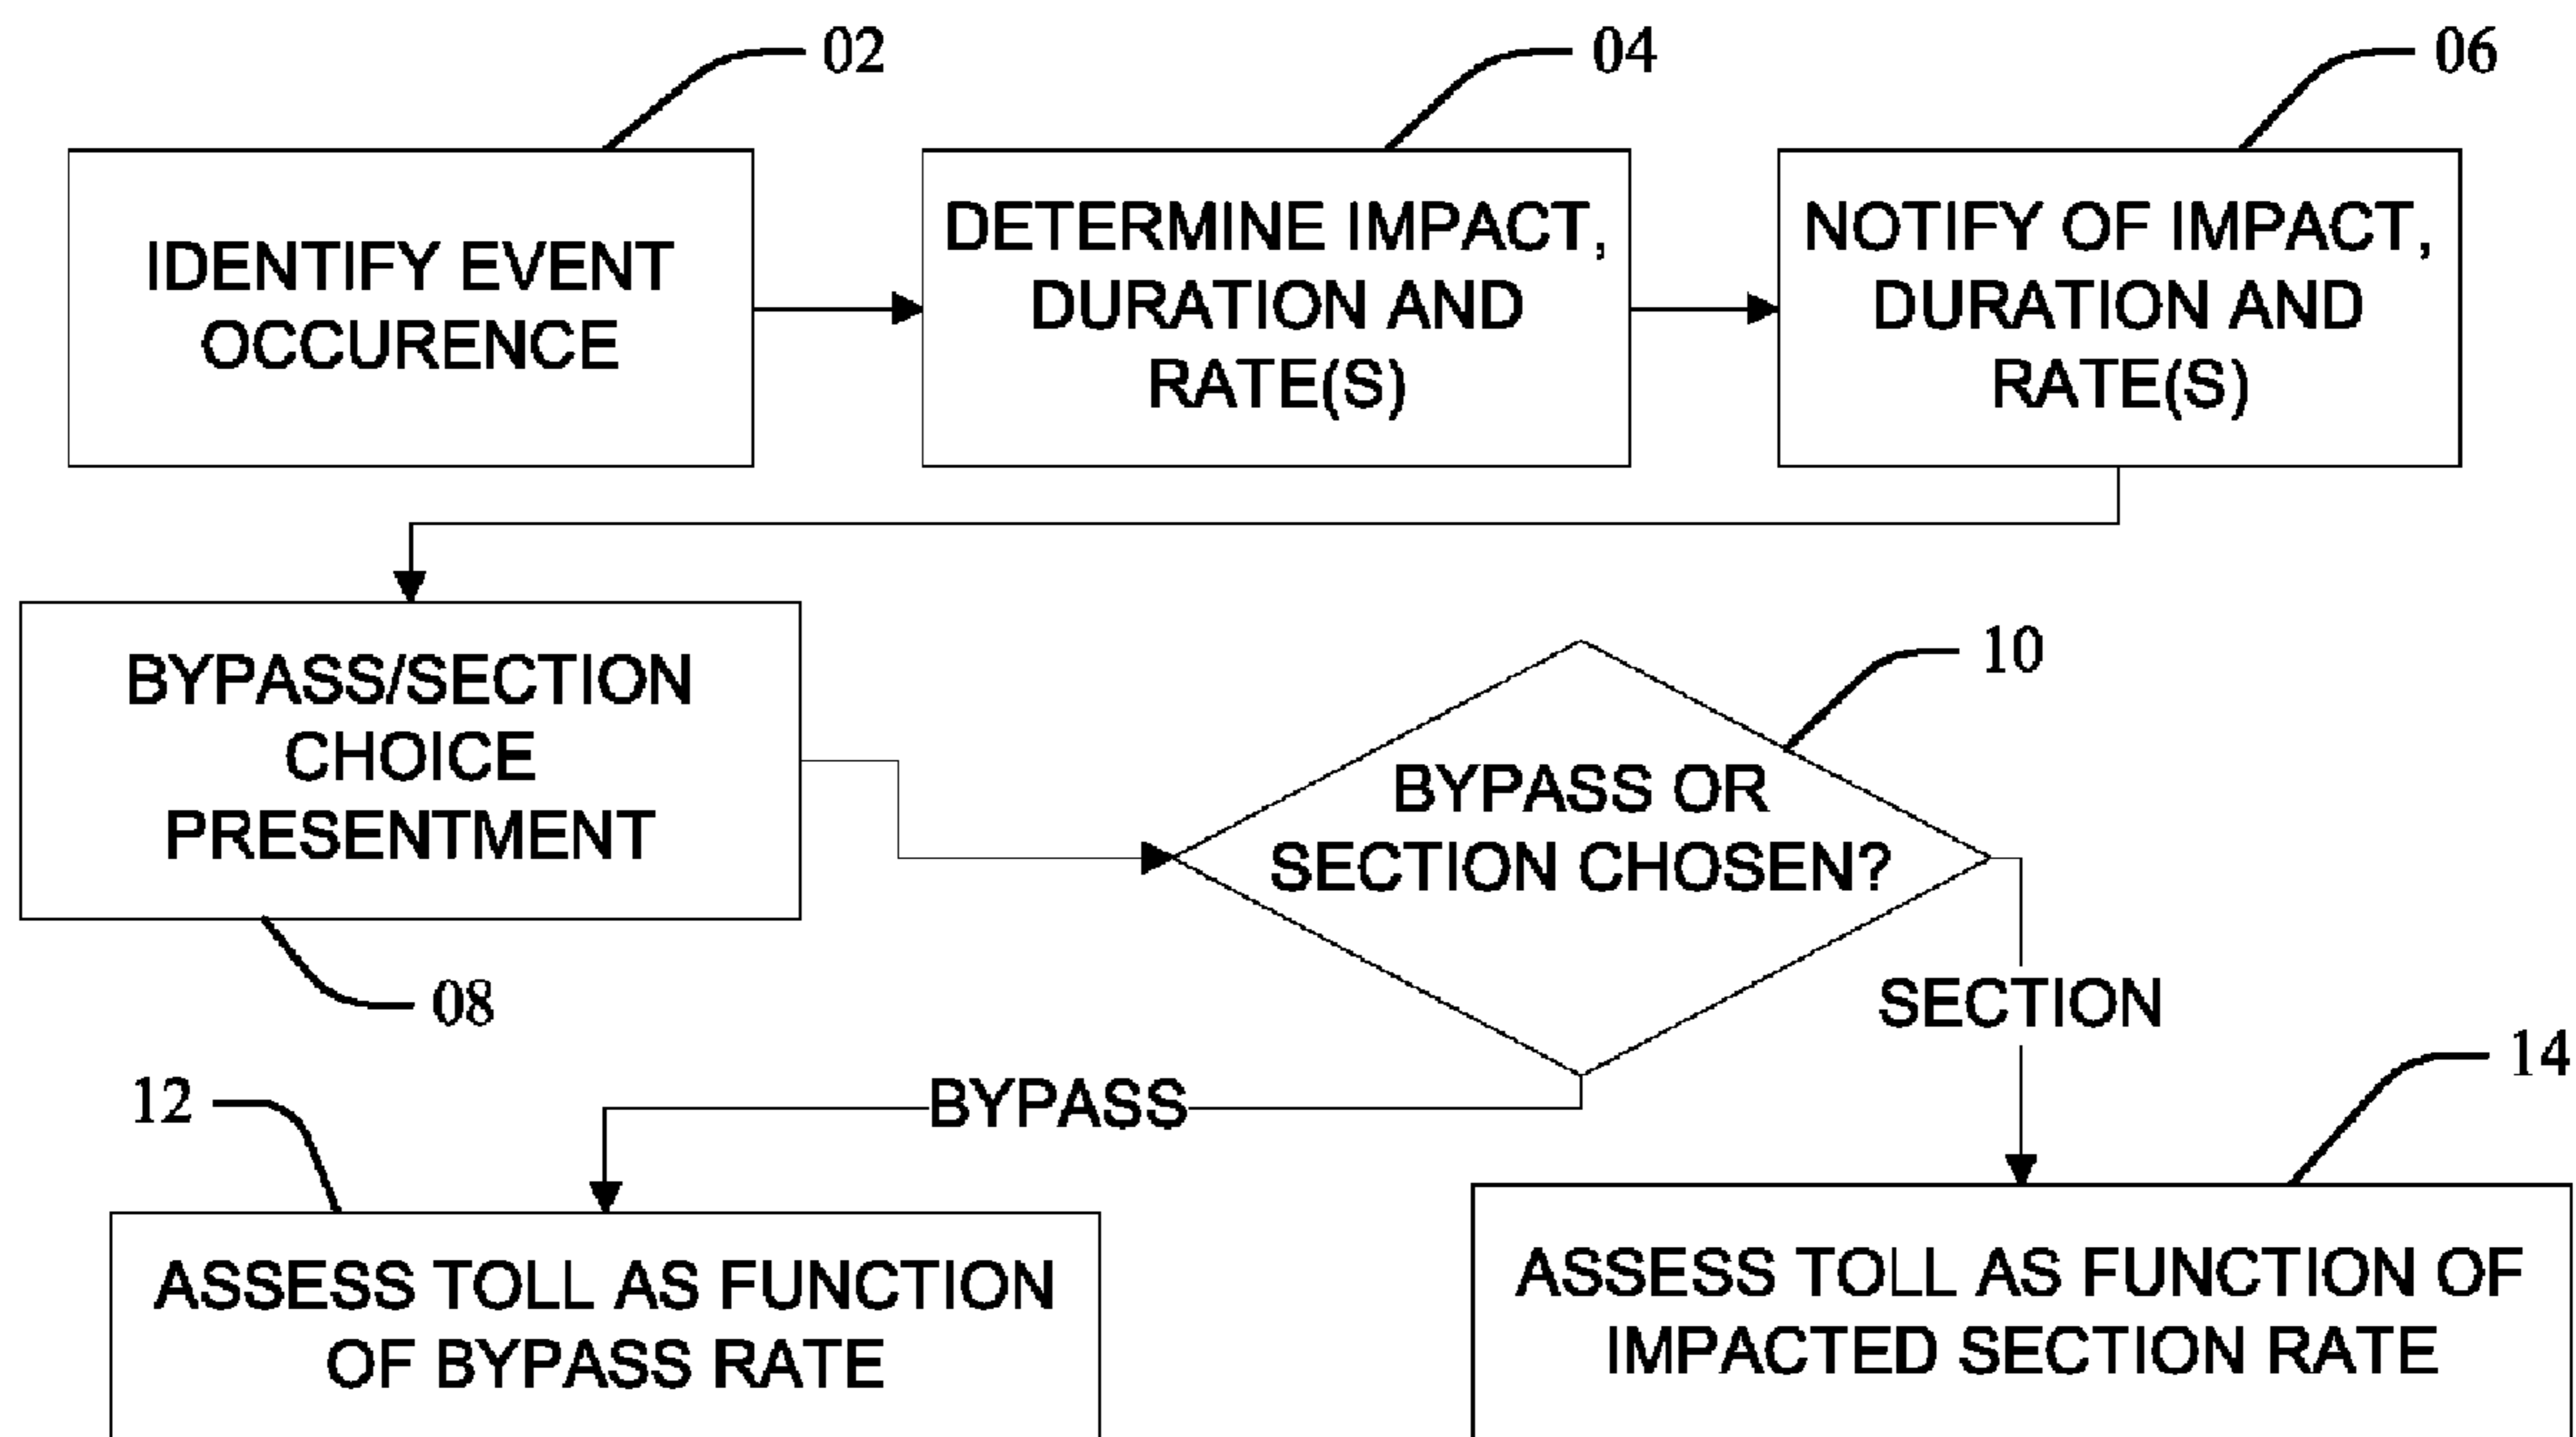 02
04
06
IDENTIFY EVENT
OCCURENCE
DETERMINE IMPACT,
DURATION AND
RATE(S)
NOTIFY OF IMPACT,
DURATION AND
RATE(S)
BYPASS/SECTION
CHOICE
PRESENTMENT
08
10
BYPASS OR
SECTION CHOSEN?
SECTION
BYPASS
12
14
ASSESS TOLL AS FUNCTION
OF BYPASS RATE
ASSESS TOLL AS FUNCTION OF
IMPACTED SECTION RATE